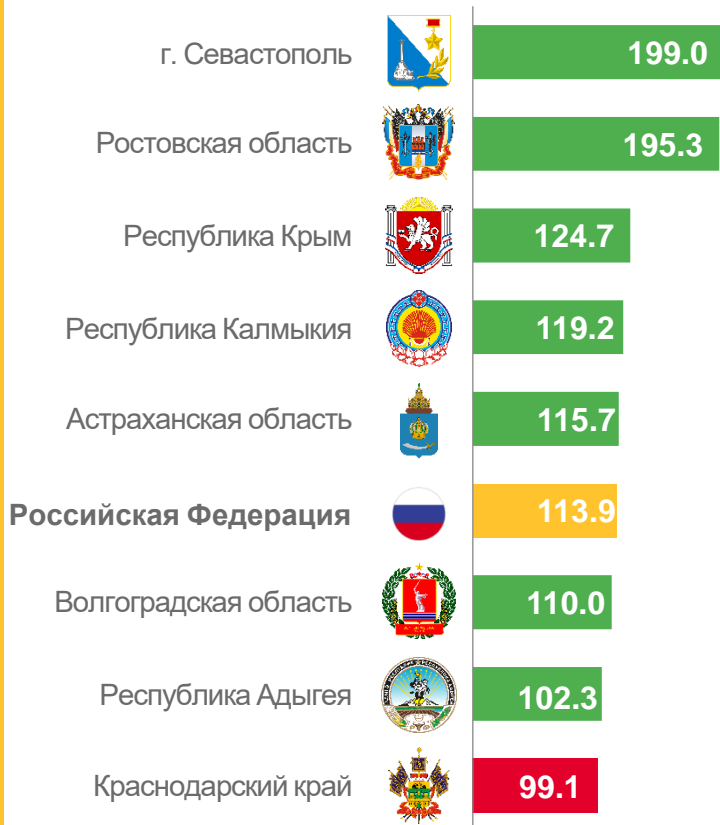 г. Севастополь 199.0
Ростовская область 195.3
Республика Крым 124.7
Республика Калмыкия 119.2
Астраханская область 115.7
Российская Федерация 113.9
Волгоградская область 110.0
Республика Адыгея 102.3
Краснодарский край 99.1